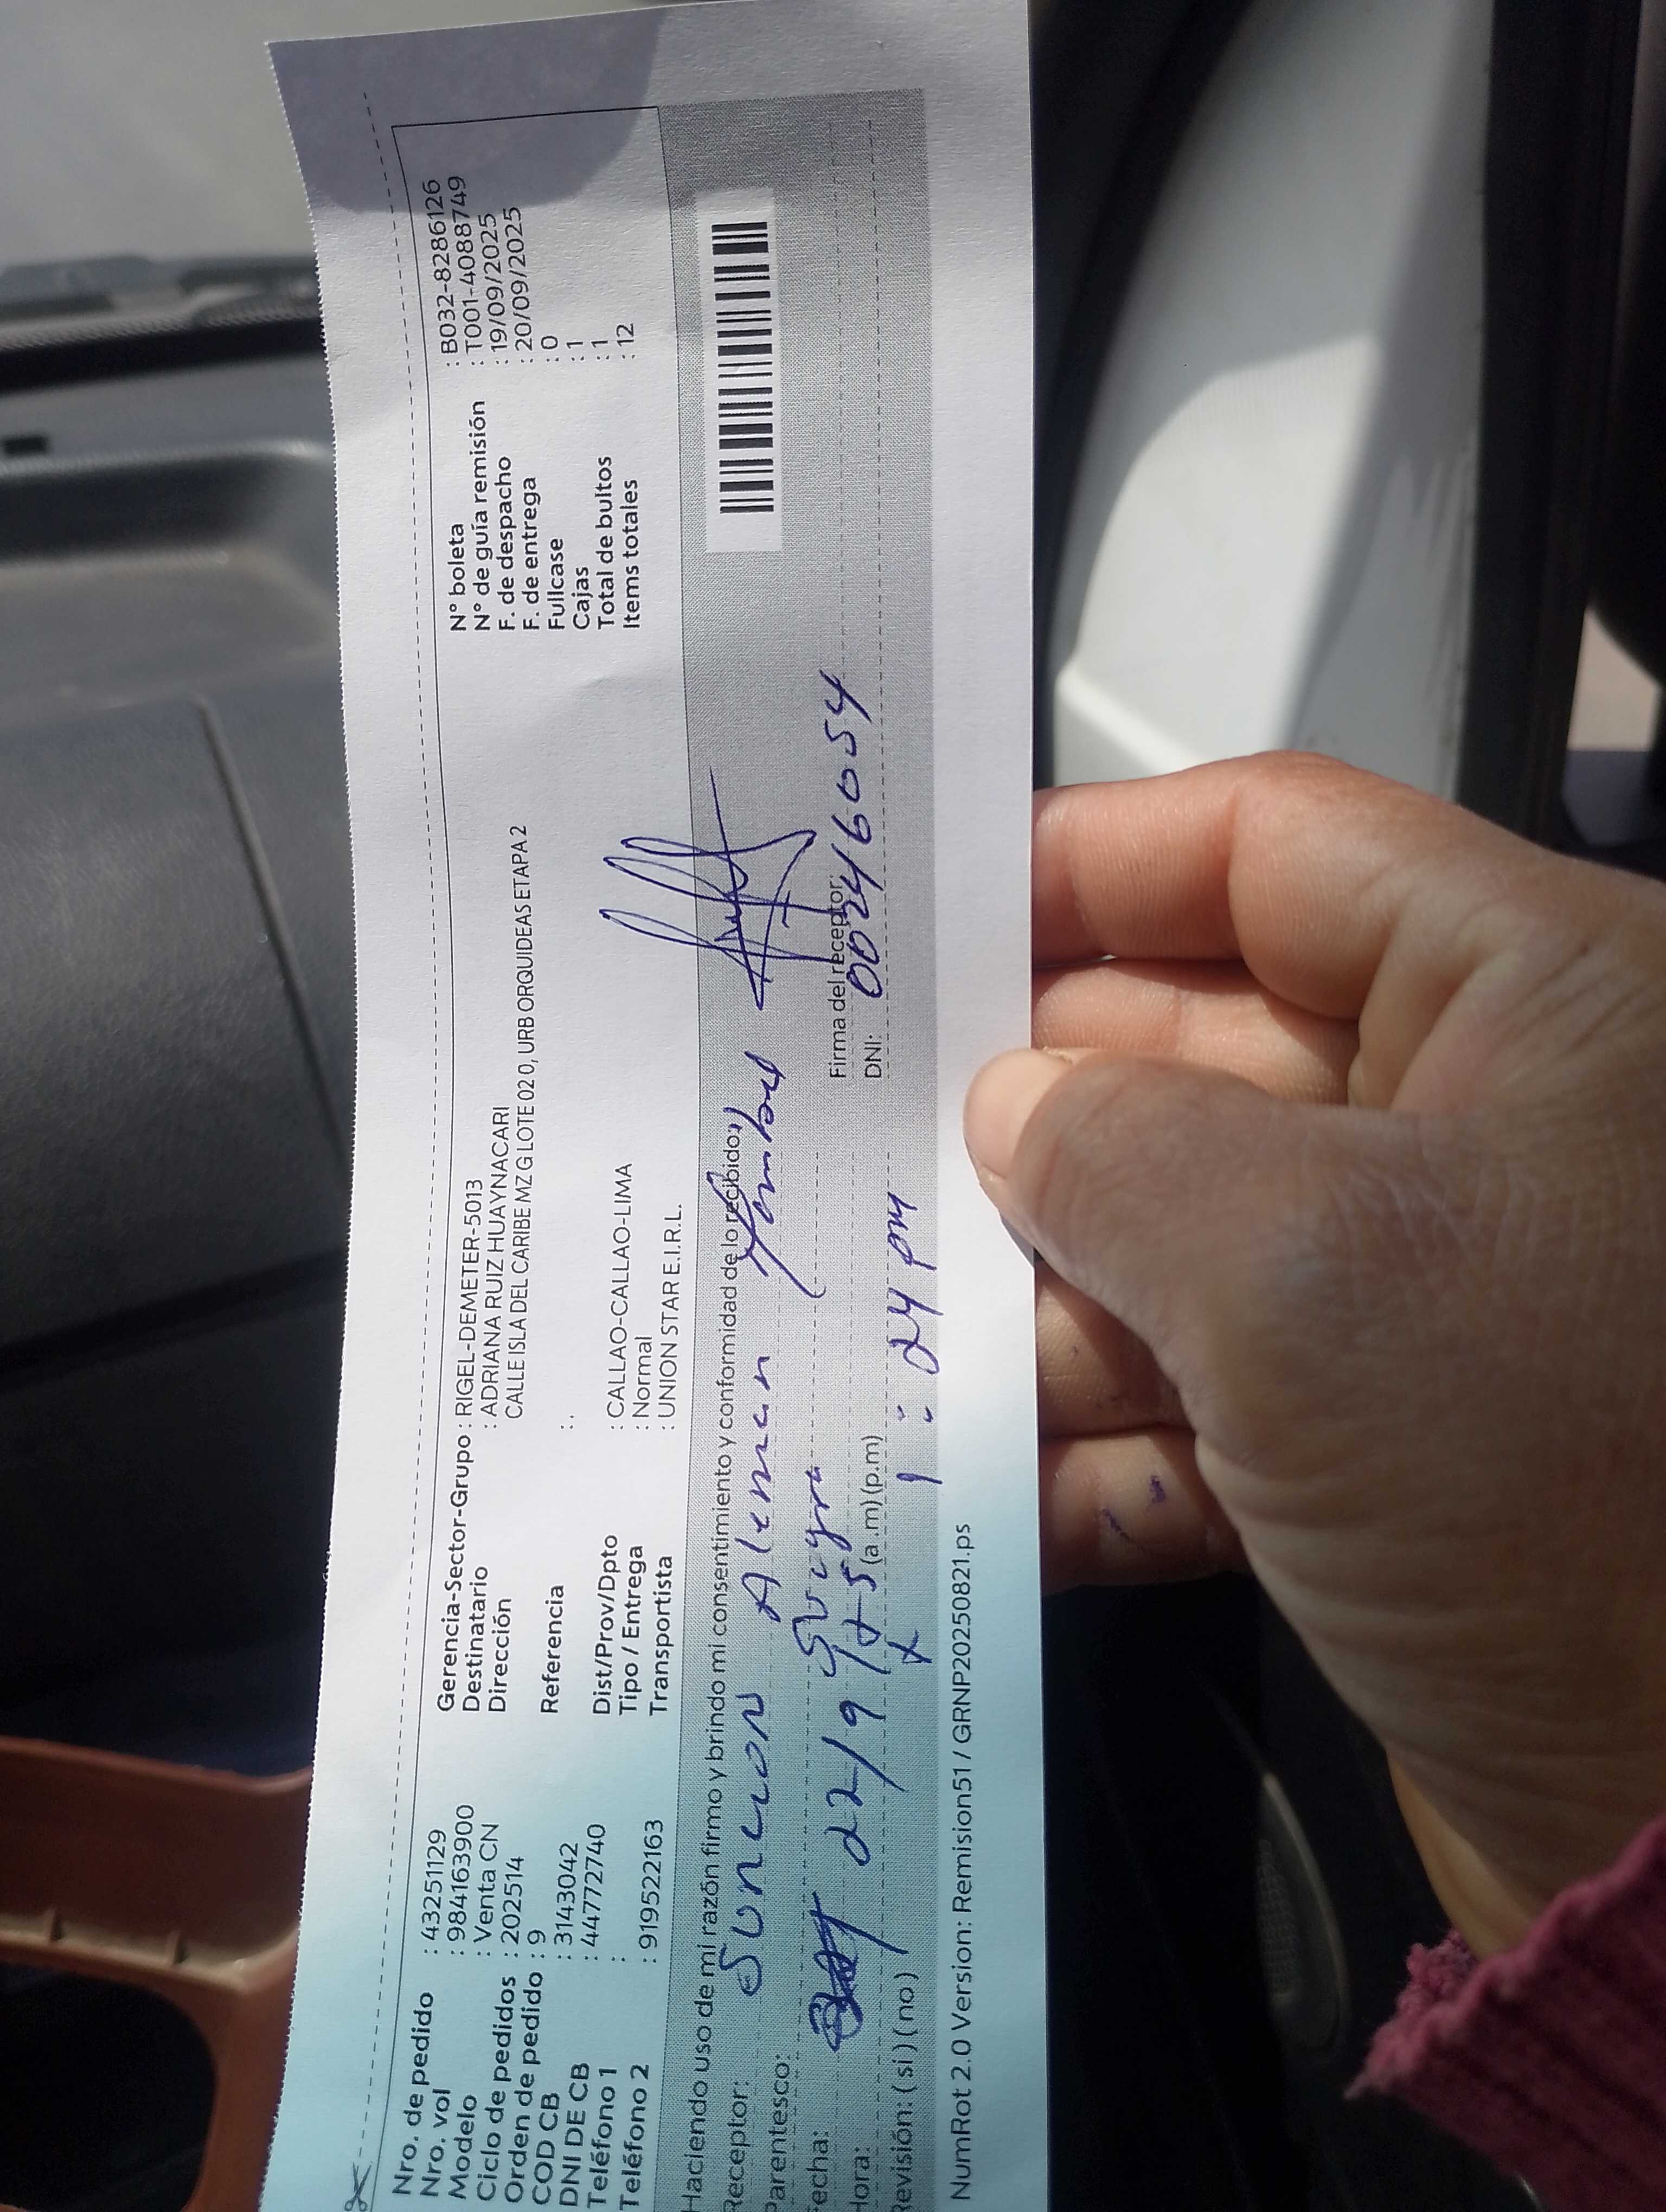 Nro. de pedido : 43251129
Nro. vol : 984163900
Modelo : Venta CN
Ciclo de pedidos : 202514
Orden de pedido : 9
COD CB : 3143042
DNI DE CB : 44772740
Teléfono 1 :
Teléfono 2 : 919522163
Gerencia-Sector-Grupo : RIGEL-DEMETER-5013
Destinatario : ADRIANA RUIZ HUAYNACARI
Dirección CALLE ISLA DEL CARIBE MZ G LOTE 02 0, URB ORQUIDEAS ETAPA 2
Referencia : .
Dist/Prov/Dpto : CALLAO-CALLAO-LIMA
Tipo / Entrega : Normal
Transportista : UNION STAR E.I.R.L.
N° boleta : B032-8286126
N° de guía remisión : T001-4088749
F. de despacho : 19/09/2025
F. de entrega : 20/09/2025
Fullcase : 0
Cajas : 1
Total de bultos : 1
Items totales : 12
Haciendo uso de mi razón firmo y brindo mi consentimiento y conformidad de lo recibido:
Receptor: Suncion Aleman
Parentesco: Suegra
Fecha: 22/9
Hora: (a.m) (p.m) 1:24 pm
Revisión: ( si ) ( no )
Firma del receptor:
DNI: 00246054
NumRot 2.0 Version: Remision51 / GRNP20250821.ps